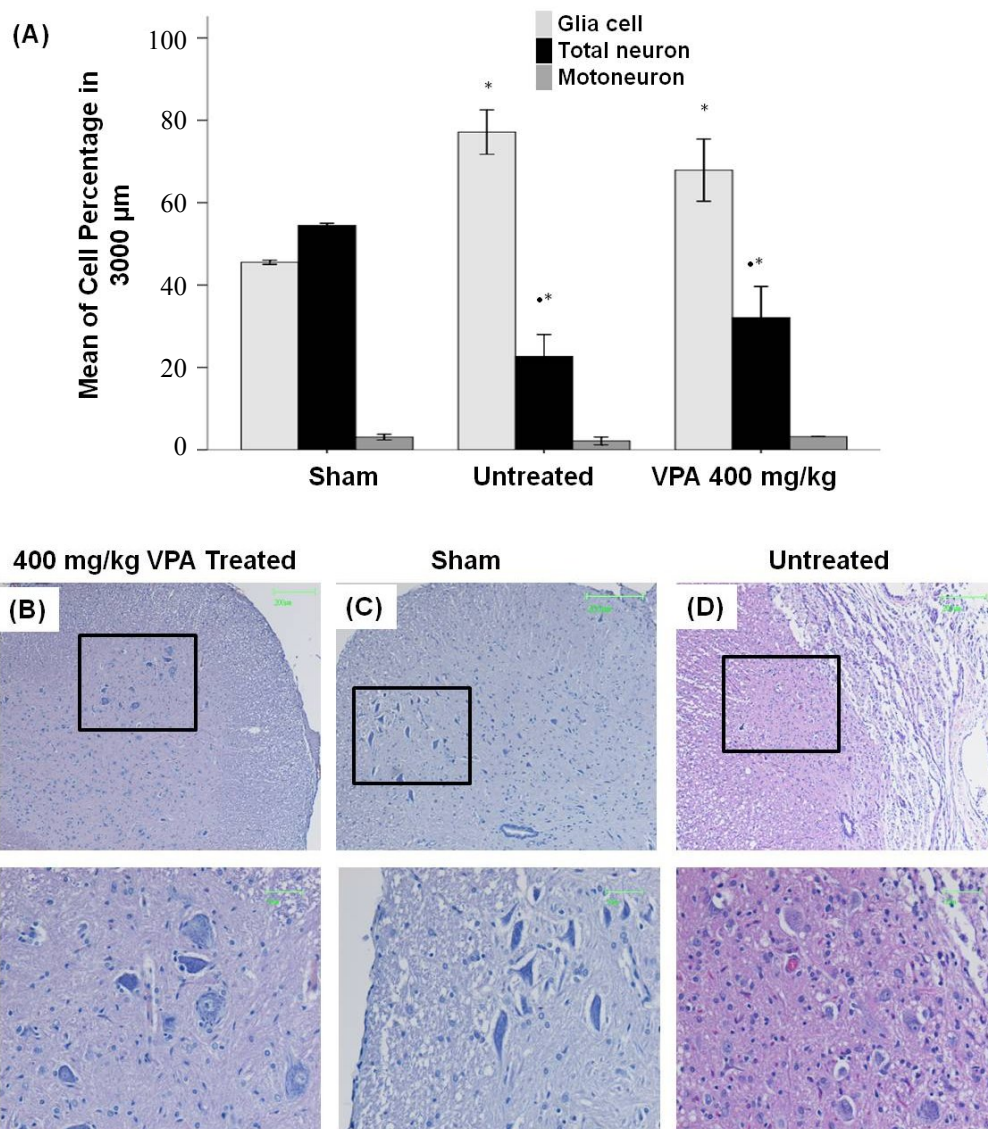 (A)
Glia cell
Total neuron
Motoneuron
Mean of Cell Percentage in
3000 µm
100
80
60
40
20
0
*
•*
*
•*
Sham
Untreated
VPA 400 mg/kg
400 mg/kg VPA Treated
Sham
Untreated
(B)
(C)
(D)